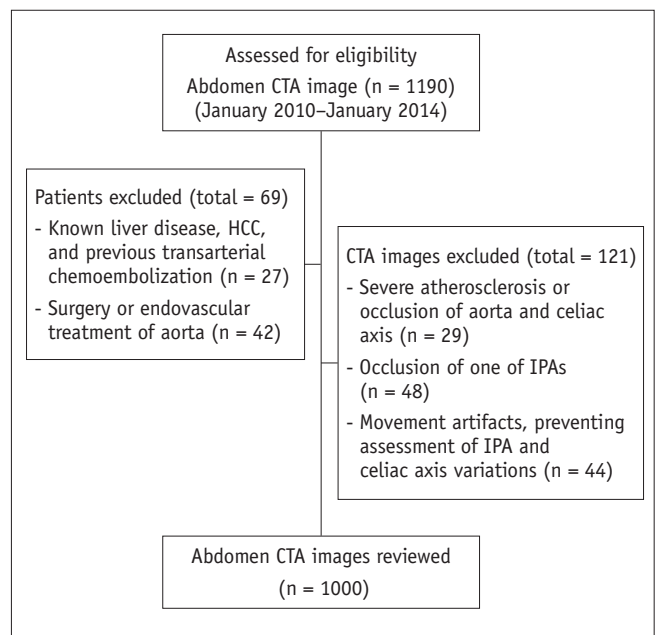 Assessed for eligibility
Abdomen CTA image (n = 1190)
(January 2010–January 2014)
Patients excluded (total = 69)
- Known liver disease, HCC,
and previous transarterial
chemoembolization (n = 27)
- Surgery or endovascular
treatment of aorta (n = 42)
CTA images excluded (total = 121)
- Severe atherosclerosis or
occlusion of aorta and celiac
axis (n = 29)
- Occlusion of one of IPAs
(n = 48)
- Movement artifacts, preventing
assessment of IPA and
celiac axis variations (n = 44)
Abdomen CTA images reviewed
(n = 1000)